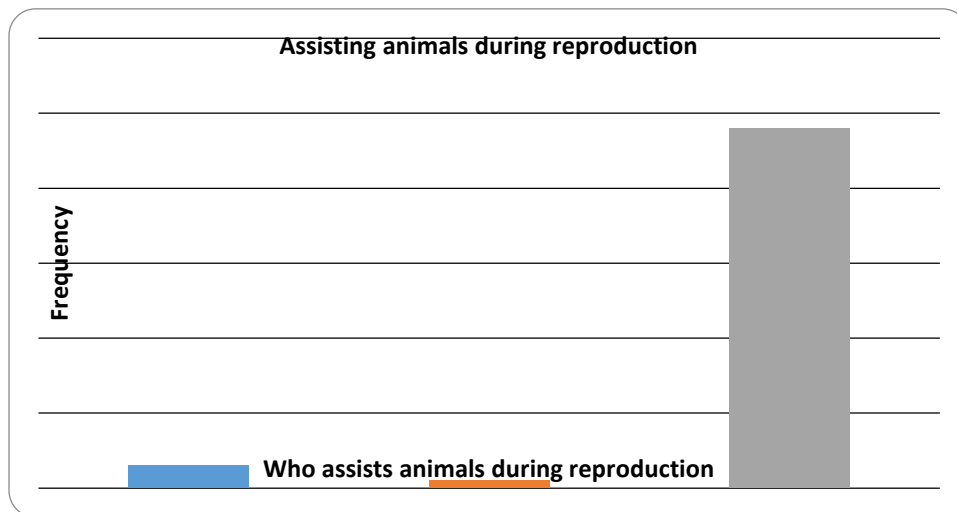 Assisting animals during reproduction
Frequency
Who assists animals during reproduction